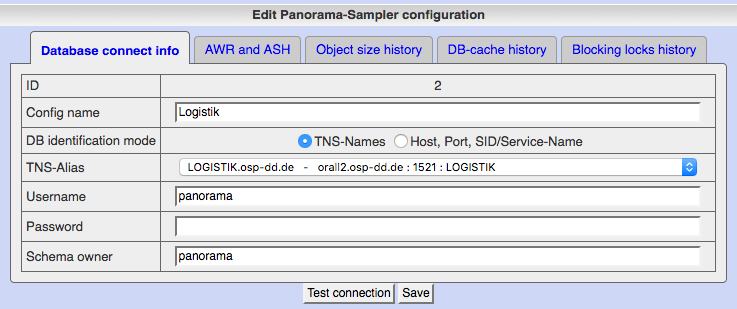 Edit Panorama-Sampler configuration
Database connect info AWR and ASH Object size history DB-cache history Blocking locks history
ID 2
Config name Logistik
DB identification mode TNS-Names Host, Port, SID/Service-Name
TNS-Alias LOGISTIK.osp-dd.de - orall2.osp-dd.de : 1521 : LOGISTIK
Username panorama
Password
Schema owner panorama
Test connection Save